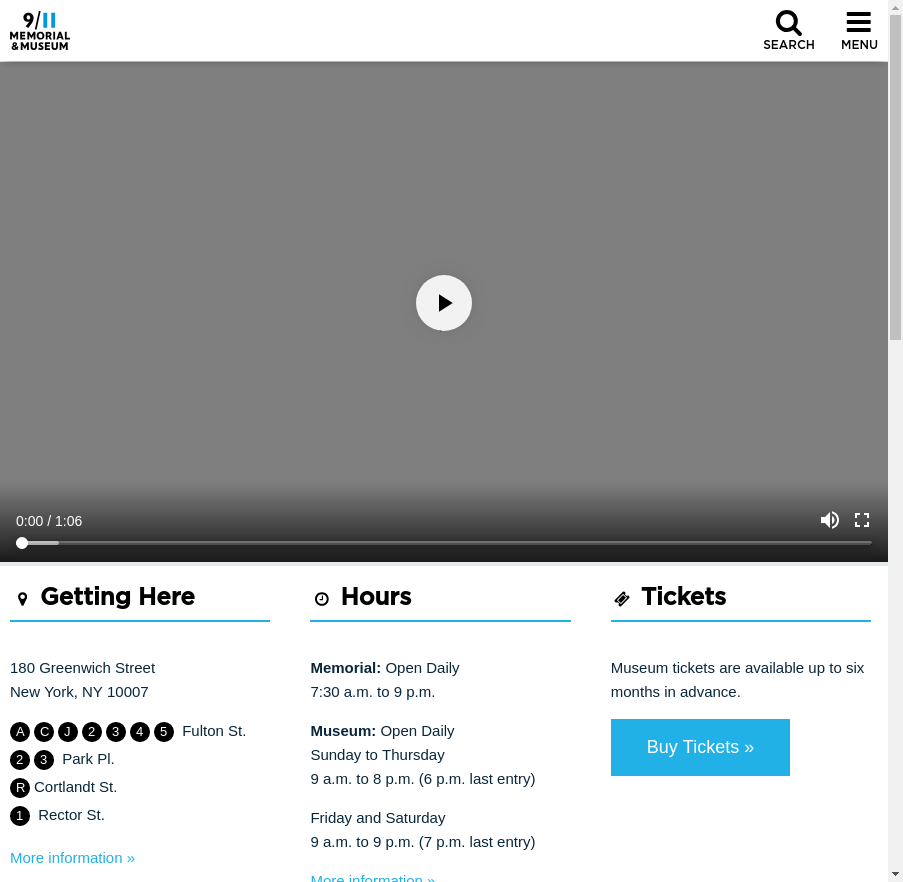 9/11
MEMORIAL
&MUSEUM
SEARCH
MENU
0:00 / 1:06
Getting Here
180 Greenwich Street
New York, NY 10007
A C J 2 3 4 5 Fulton St.
2 3 Park Pl.
R Cortlandt St.
1 Rector St.
More information »
Hours
Memorial: Open Daily
7:30 a.m. to 9 p.m.
Museum: Open Daily
Sunday to Thursday
9 a.m. to 8 p.m. (6 p.m. last entry)
Friday and Saturday
9 a.m. to 9 p.m. (7 p.m. last entry)
More information »
Tickets
Museum tickets are available up to six
months in advance.
Buy Tickets »